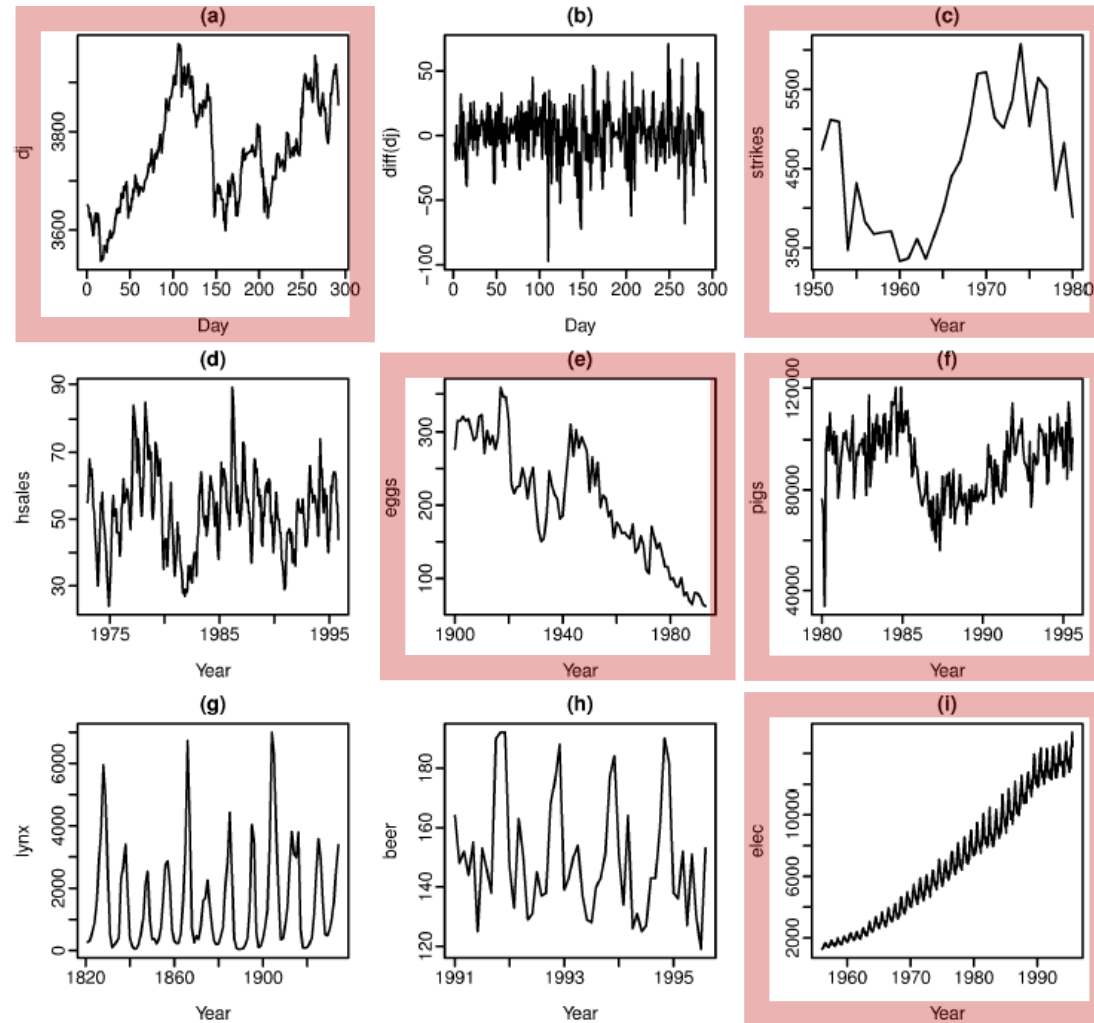 (a)
dj
3600
3800
0
50
100
150
200
250
300
Day
(b)
diff(dj)
−100
−50
0
50
0
50
100
150
200
250
300
Day
(c)
strikes
3500
4500
5500
1950
1960
1970
1980
Year
(d)
hsales
30
50
70
90
1975
1985
1995
Year
(e)
eggs
100
200
300
1900
1940
1980
Year
(f)
pigs
40000
80000
120000
1980
1985
1990
1995
Year
(g)
lynx
0
2000
4000
6000
1820
1860
1900
Year
(h)
beer
120
140
160
180
1991
1993
1995
Year
(i)
elec
2000
6000
10000
1960
1970
1980
1990
Year